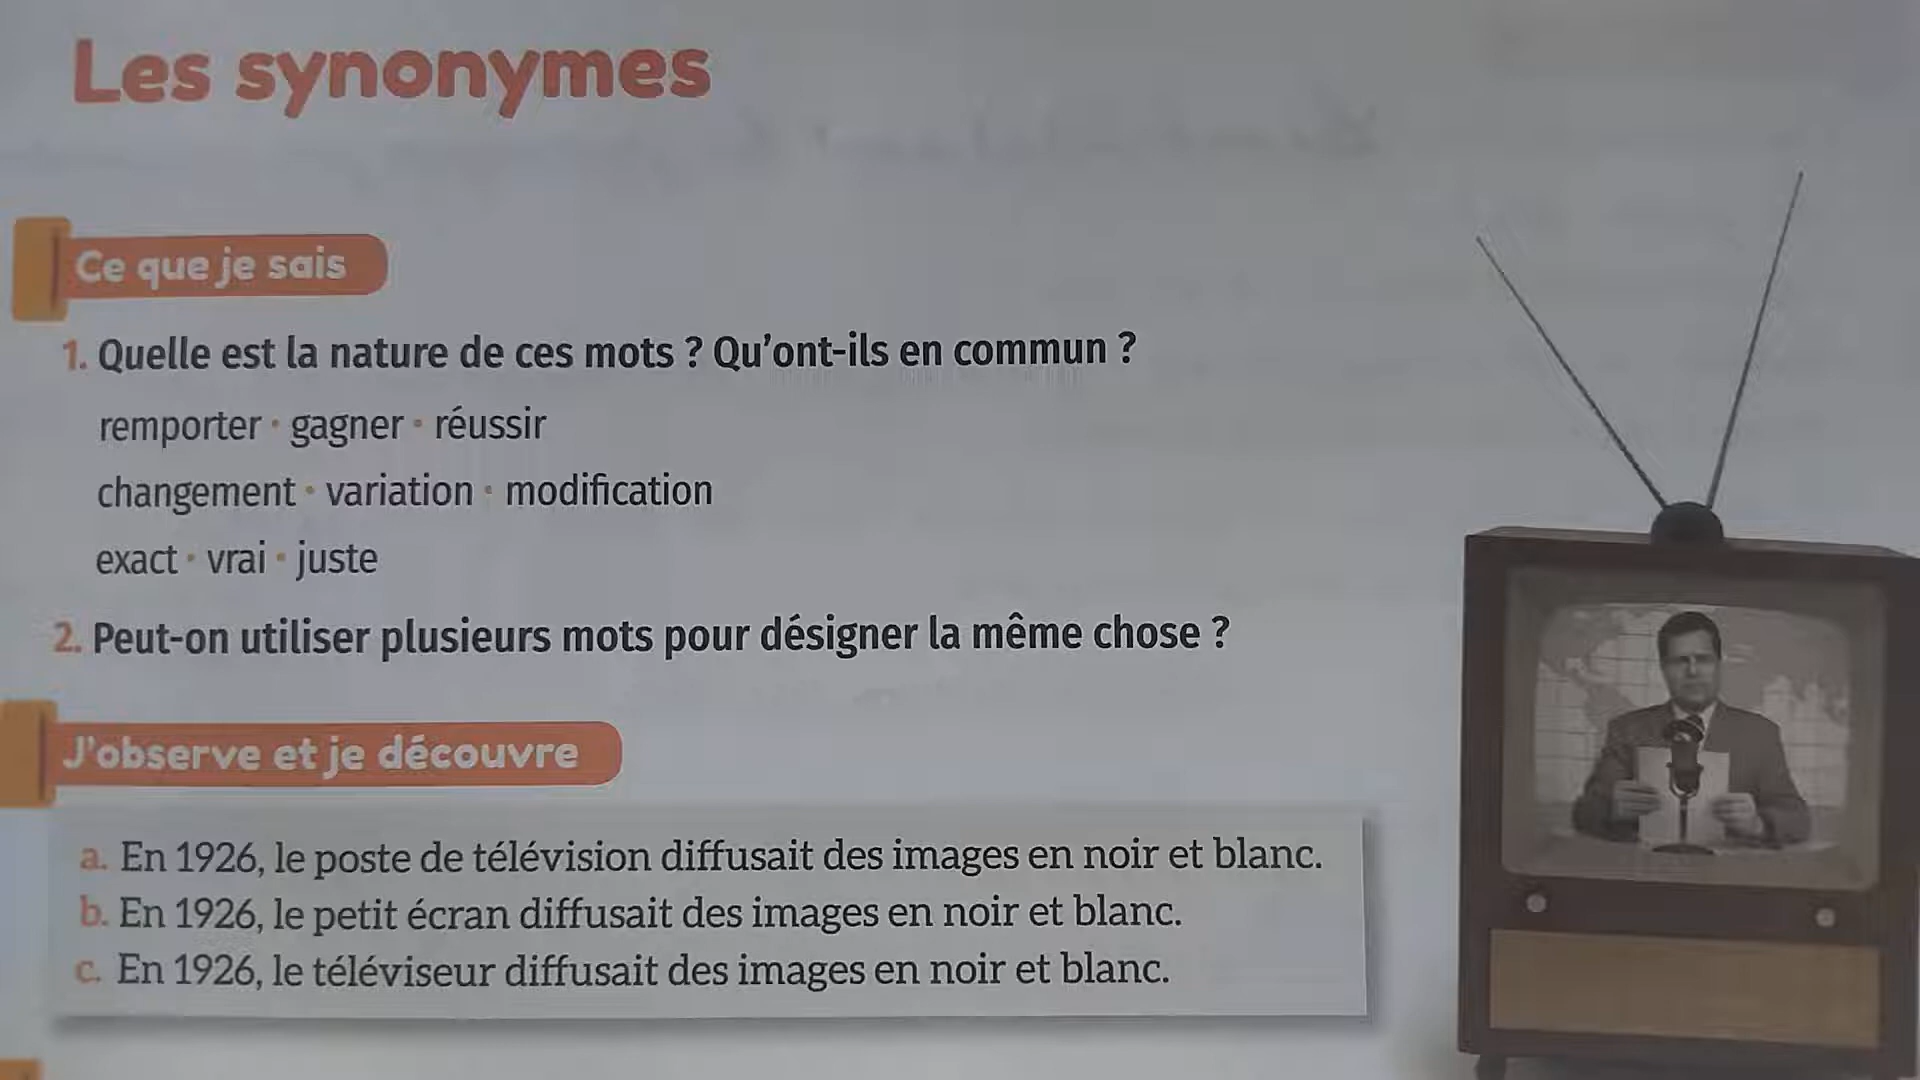 Les synonymes
Ce que je sais
1. Quelle est la nature de ces mots ? Qu'ont-ils en commun ?
remporter • gagner • réussir
changement • variation • modification
exact • vrai • juste
2. Peut-on utiliser plusieurs mots pour désigner la même chose ?
J'observe et je découvre
a. En 1926, le poste de télévision diffusait des images en noir et blanc.
b. En 1926, le petit écran diffusait des images en noir et blanc.
c. En 1926, le téléviseur diffusait des images en noir et blanc.